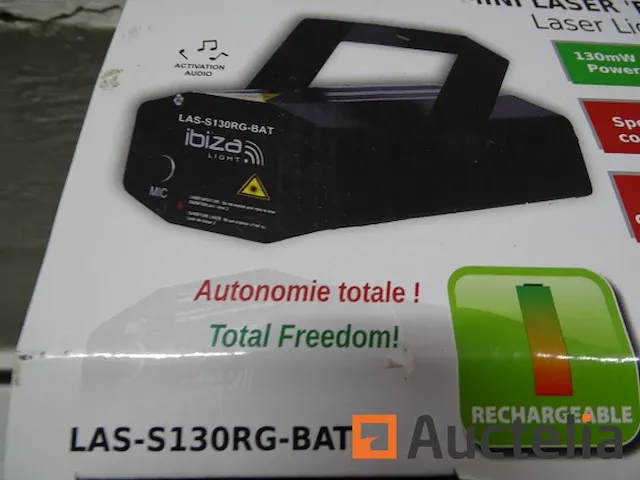 MINI LASER
Laser
ACTIVATION
AUDIO
130mW
Power
LAS-S130RG-BAT
ibiza
LIGHT
MIC
Autonomie totale !
Total Freedom!
RECHARGEABLE
LAS-S130RG-BAT
Auctelia